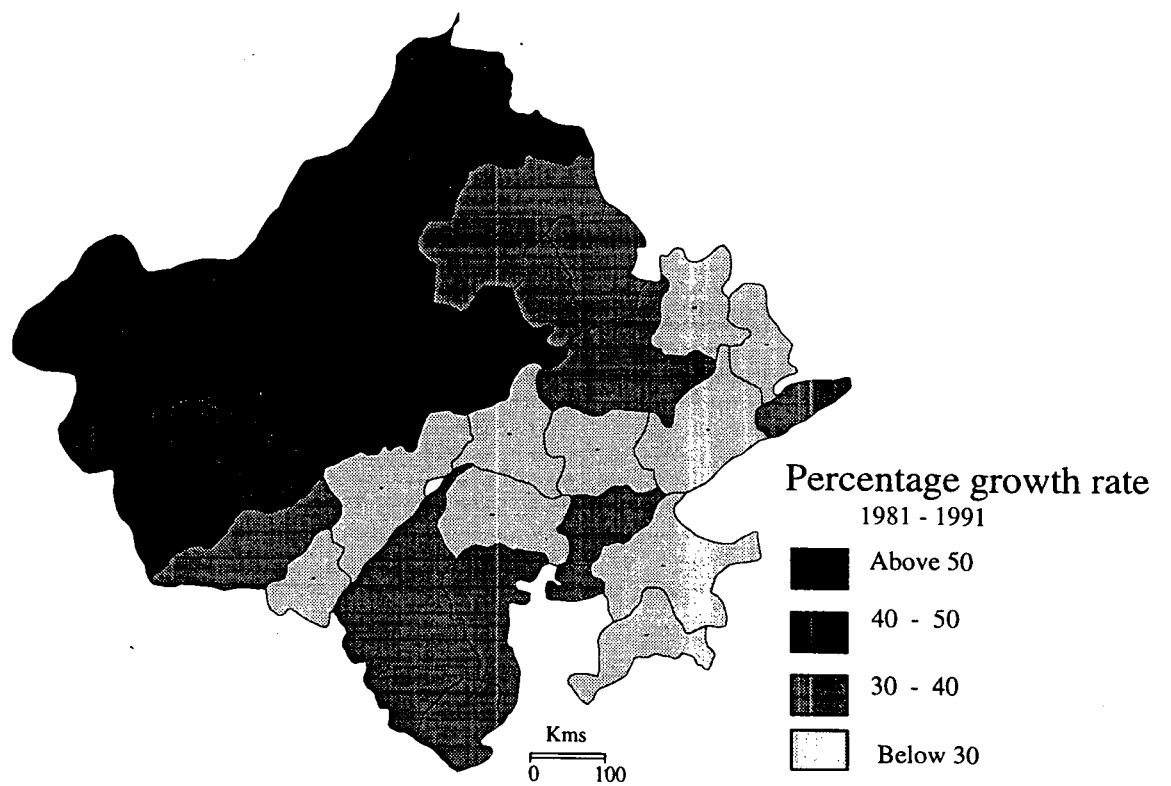 Percentage growth rate
1981 - 1991
Above 50
40 - 50
30 - 40
Below 30
Kms
0 100